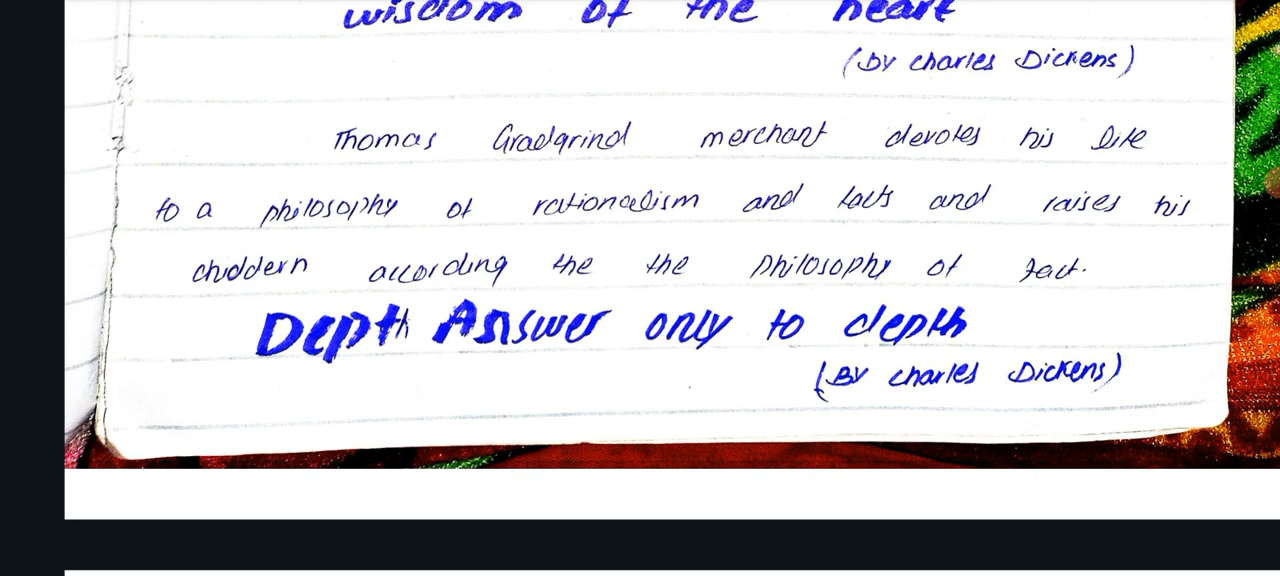 wisdom of the heart
(By charles Dickens)
Thomas Gradgrind merchant devotes his life
to a philosophy of rationalism and facts and raises his
chiddern according the the philosophy of fact.
Depth Answer only to depth
(By charles Dickens)